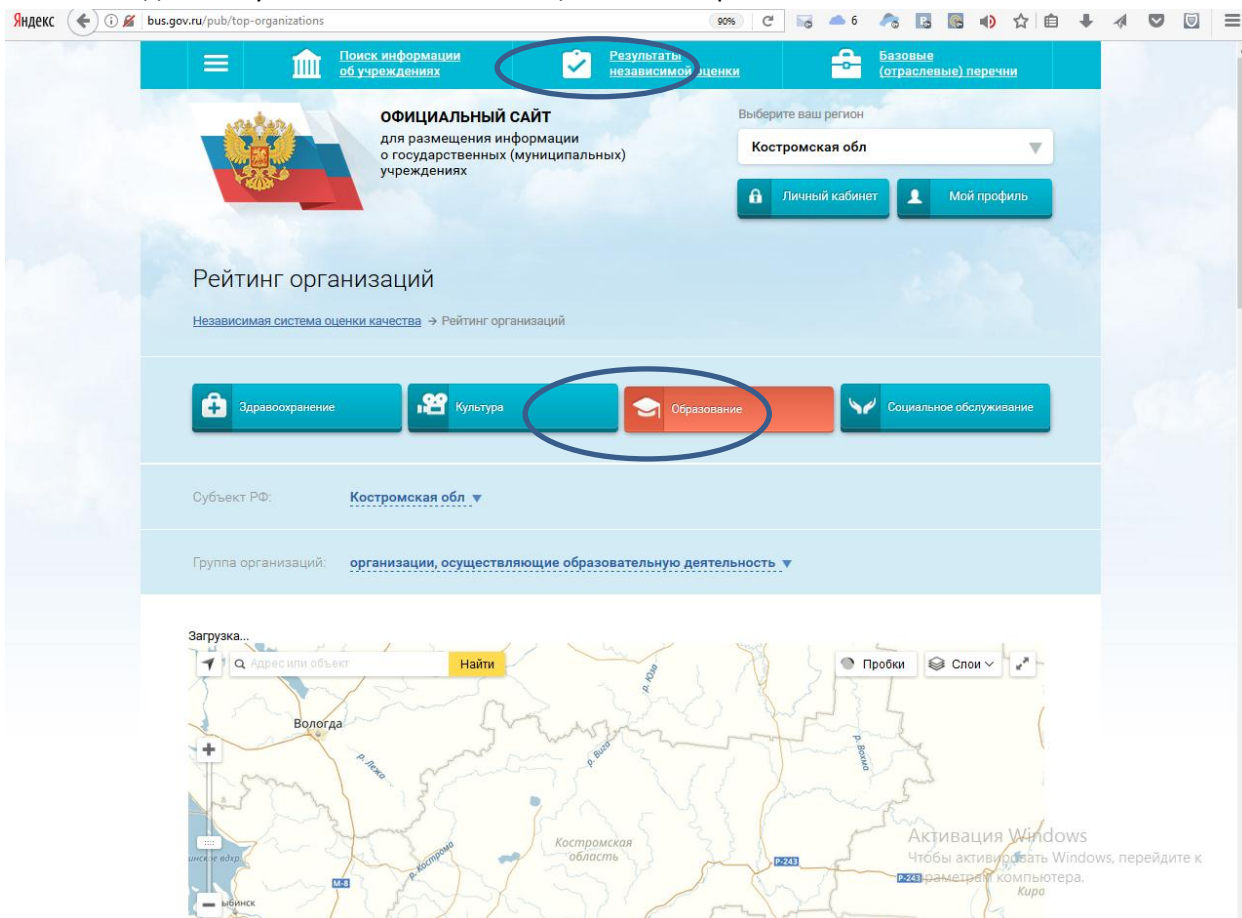 Яндекс
bus.gov.ru/pub/top-organizations
90%
6
Поиск информации
об учреждениях
Результаты
независимой оценки
Базовые
(отраслевые) перечни
ОФИЦИАЛЬНЫЙ САЙТ
для размещения информации
о государственных (муниципальных)
учреждениях
Выберите ваш регион
Костромская обл
Личный кабинет
Мой профиль
Рейтинг организаций
Независимая система оценки качества → Рейтинг организаций
Здравоохранение
Культура
Образование
Социальное обслуживание
Субъект РФ:
Костромская обл
Группа организаций:
организации, осуществляющие образовательную деятельность
Загрузка...
Адрес или объект
Найти
Пробки
Слои
р. Юза
Вологда
р. Лежа
р. Вига
р. Вохма
Костромская
область
р. Кострома
Р-243
М-8
Р-243
Активация Windows
Чтобы активировать Windows, перейдите к
параметрам компьютера.